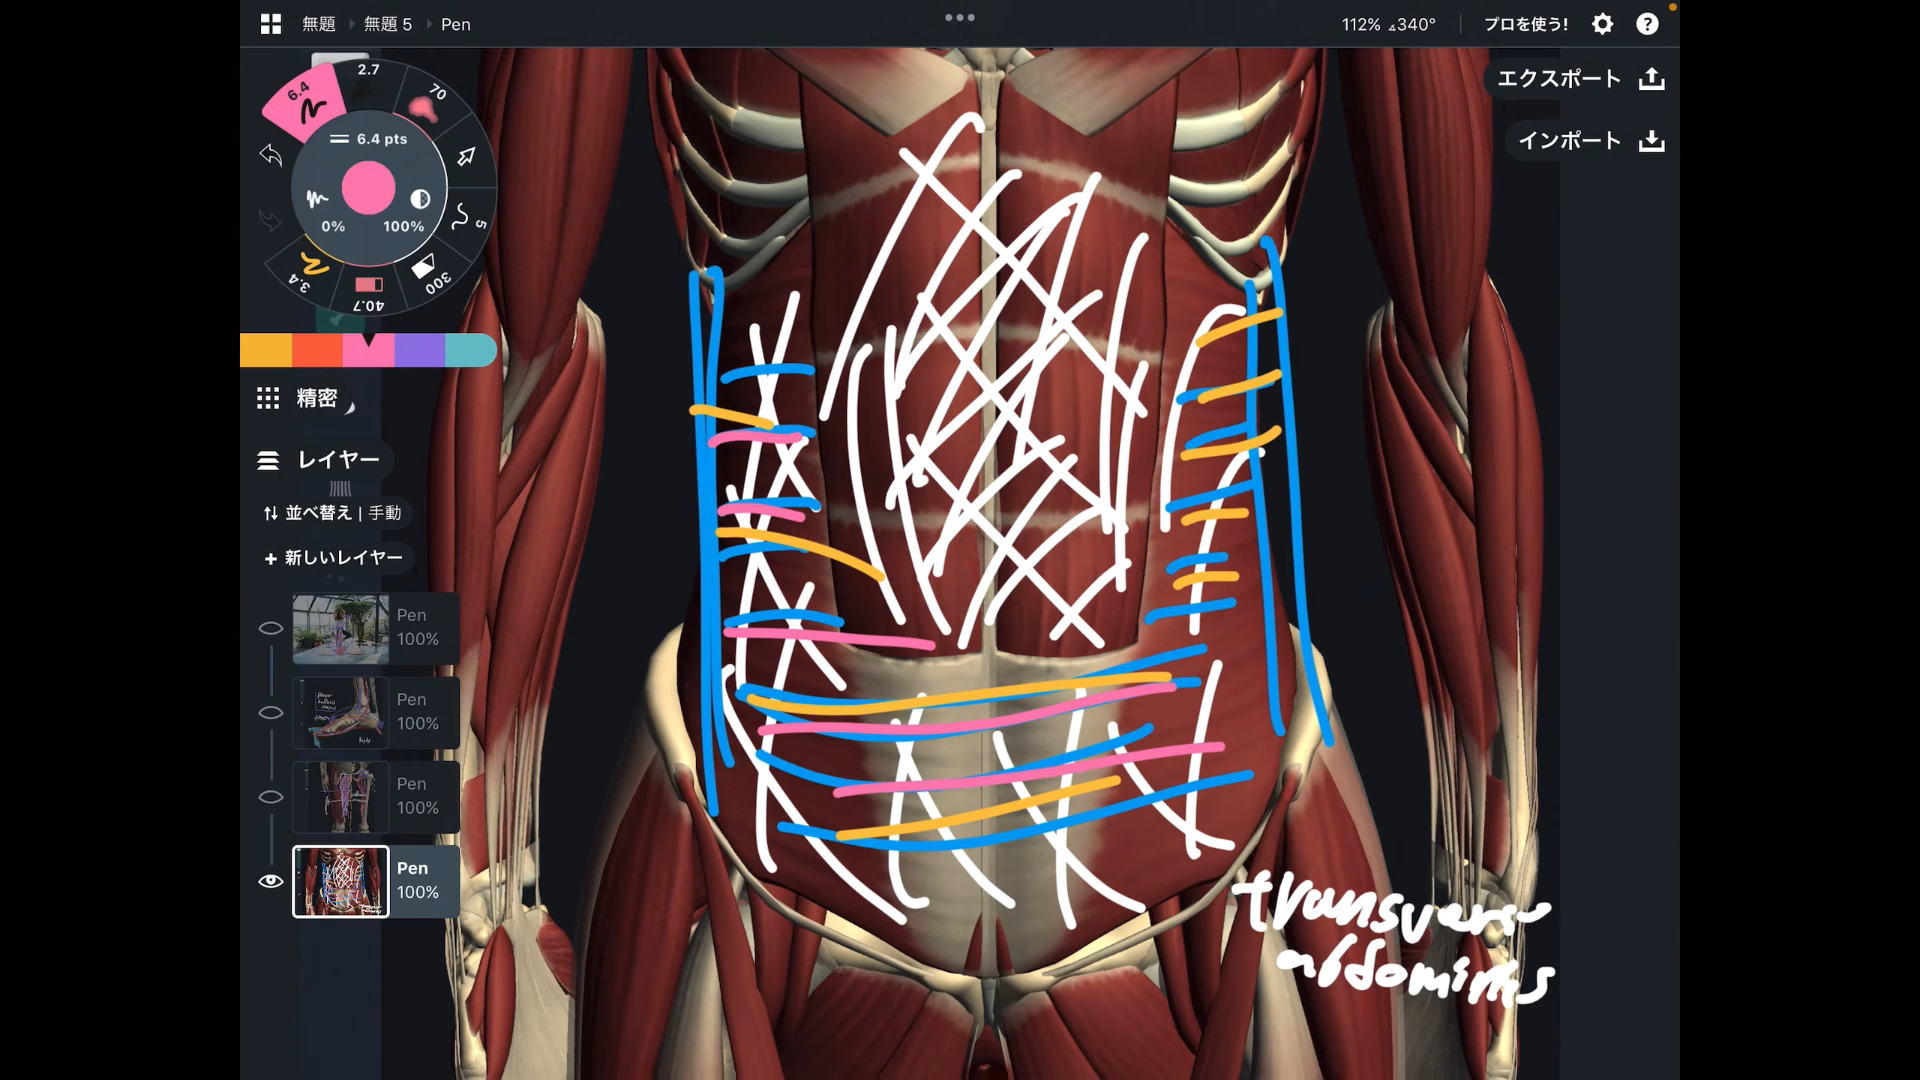 無題 › 無題 5 › Pen
112% ⦟340°
プロを使う!
エクスポート
インポート
2.7
70
6.4
6.4 pts
0%
100%
5
300
40.7
3.4
精密
レイヤー
並べ替え | 手動
+ 新しいレイヤー
Pen
100%
Pen
100%
Pen
100%
Pen
100%
transverse
abdominis